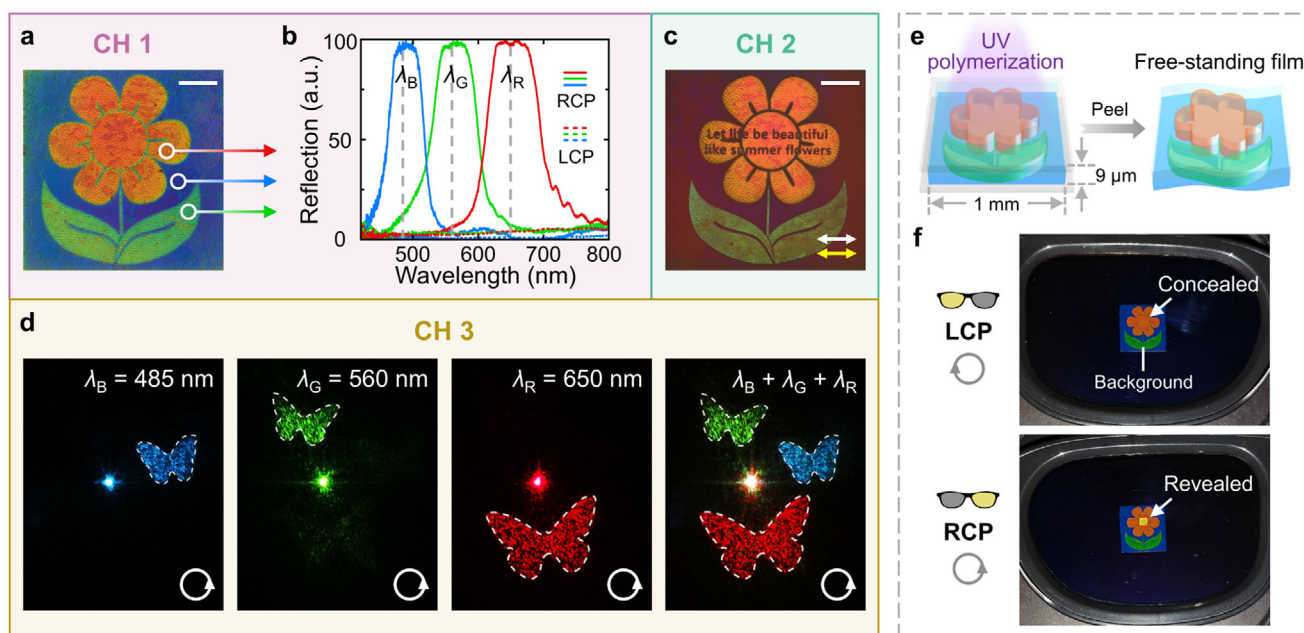 a
CH 1
b
Reflection (a.u.)
100
50
0
λB
λG
λR
RCP
LCP
500
600
700
800
Wavelength (nm)
c
CH 2
Let life be beautiful
like summer flowers
d
CH 3
λB = 485 nm
λG = 560 nm
λR = 650 nm
λB + λG + λR
e
UV
polymerization
Free-standing film
Peel
9 μm
1 mm
f
LCP
Concealed
Background
RCP
Revealed